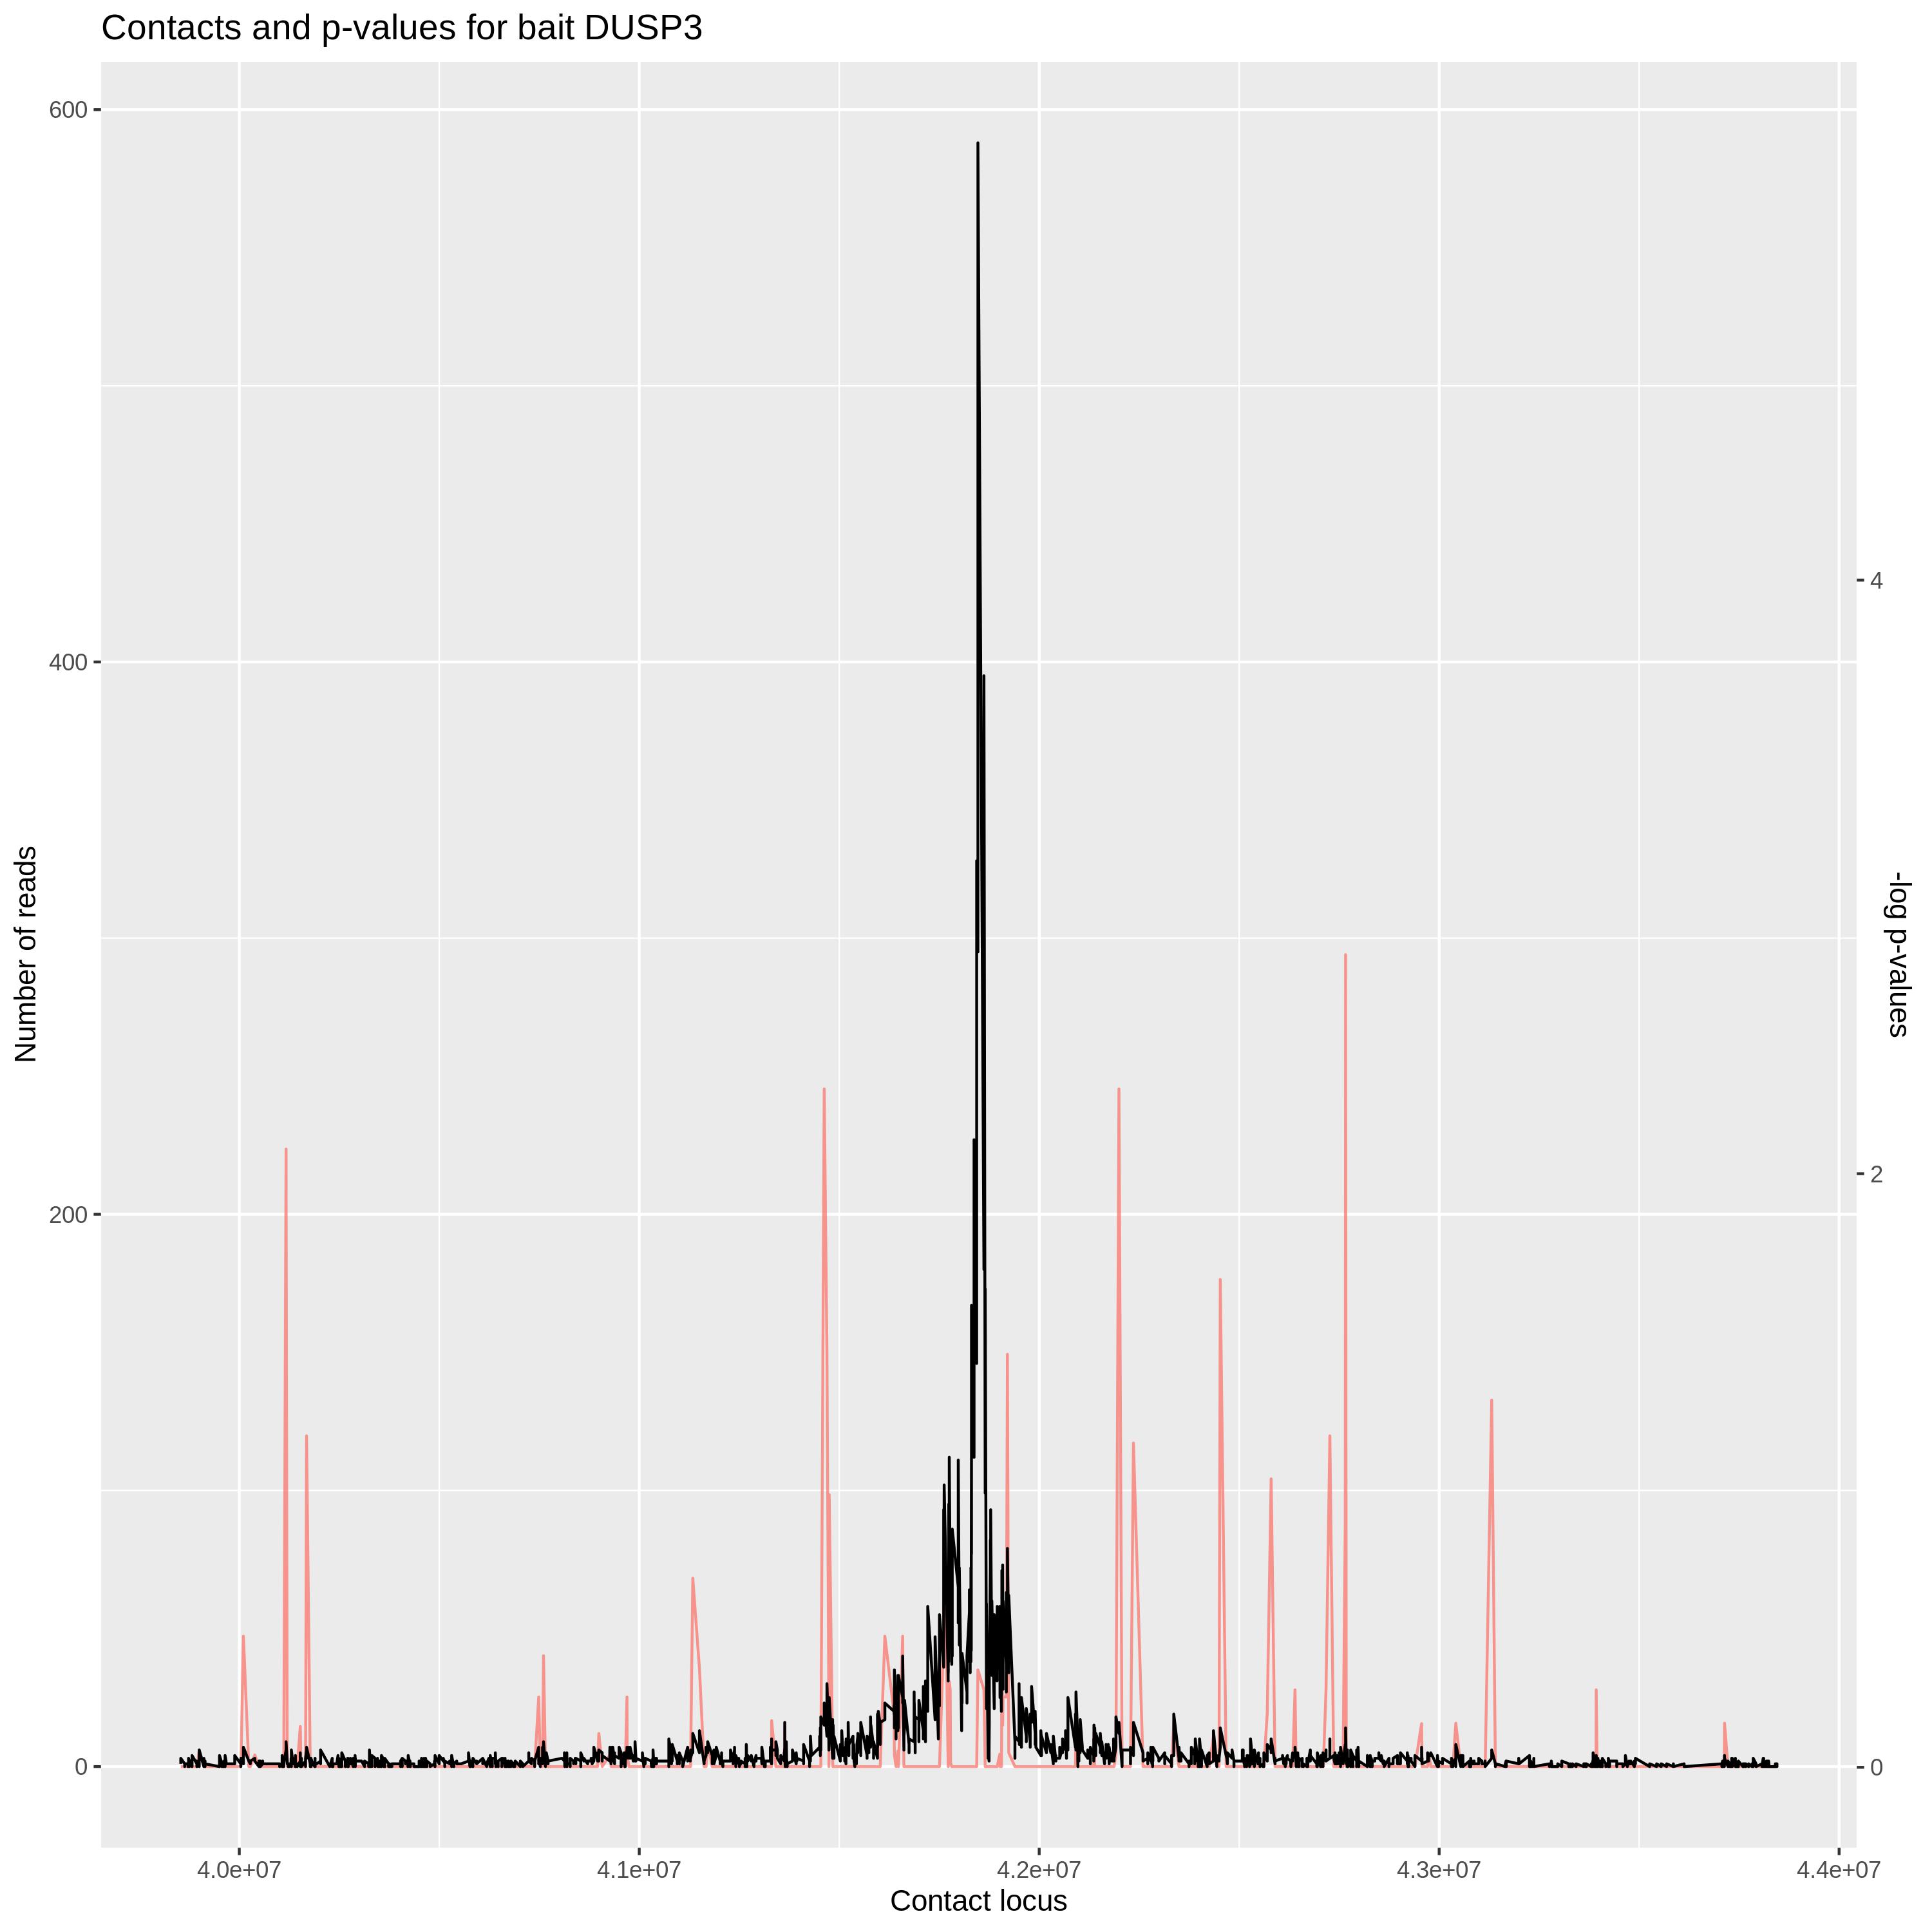 Contacts and p-values for bait DUSP3
600
400
200
0
Number of reads
4
2
0
-log p-values
4.0e+07
4.1e+07
4.2e+07
4.3e+07
4.4e+07
Contact locus